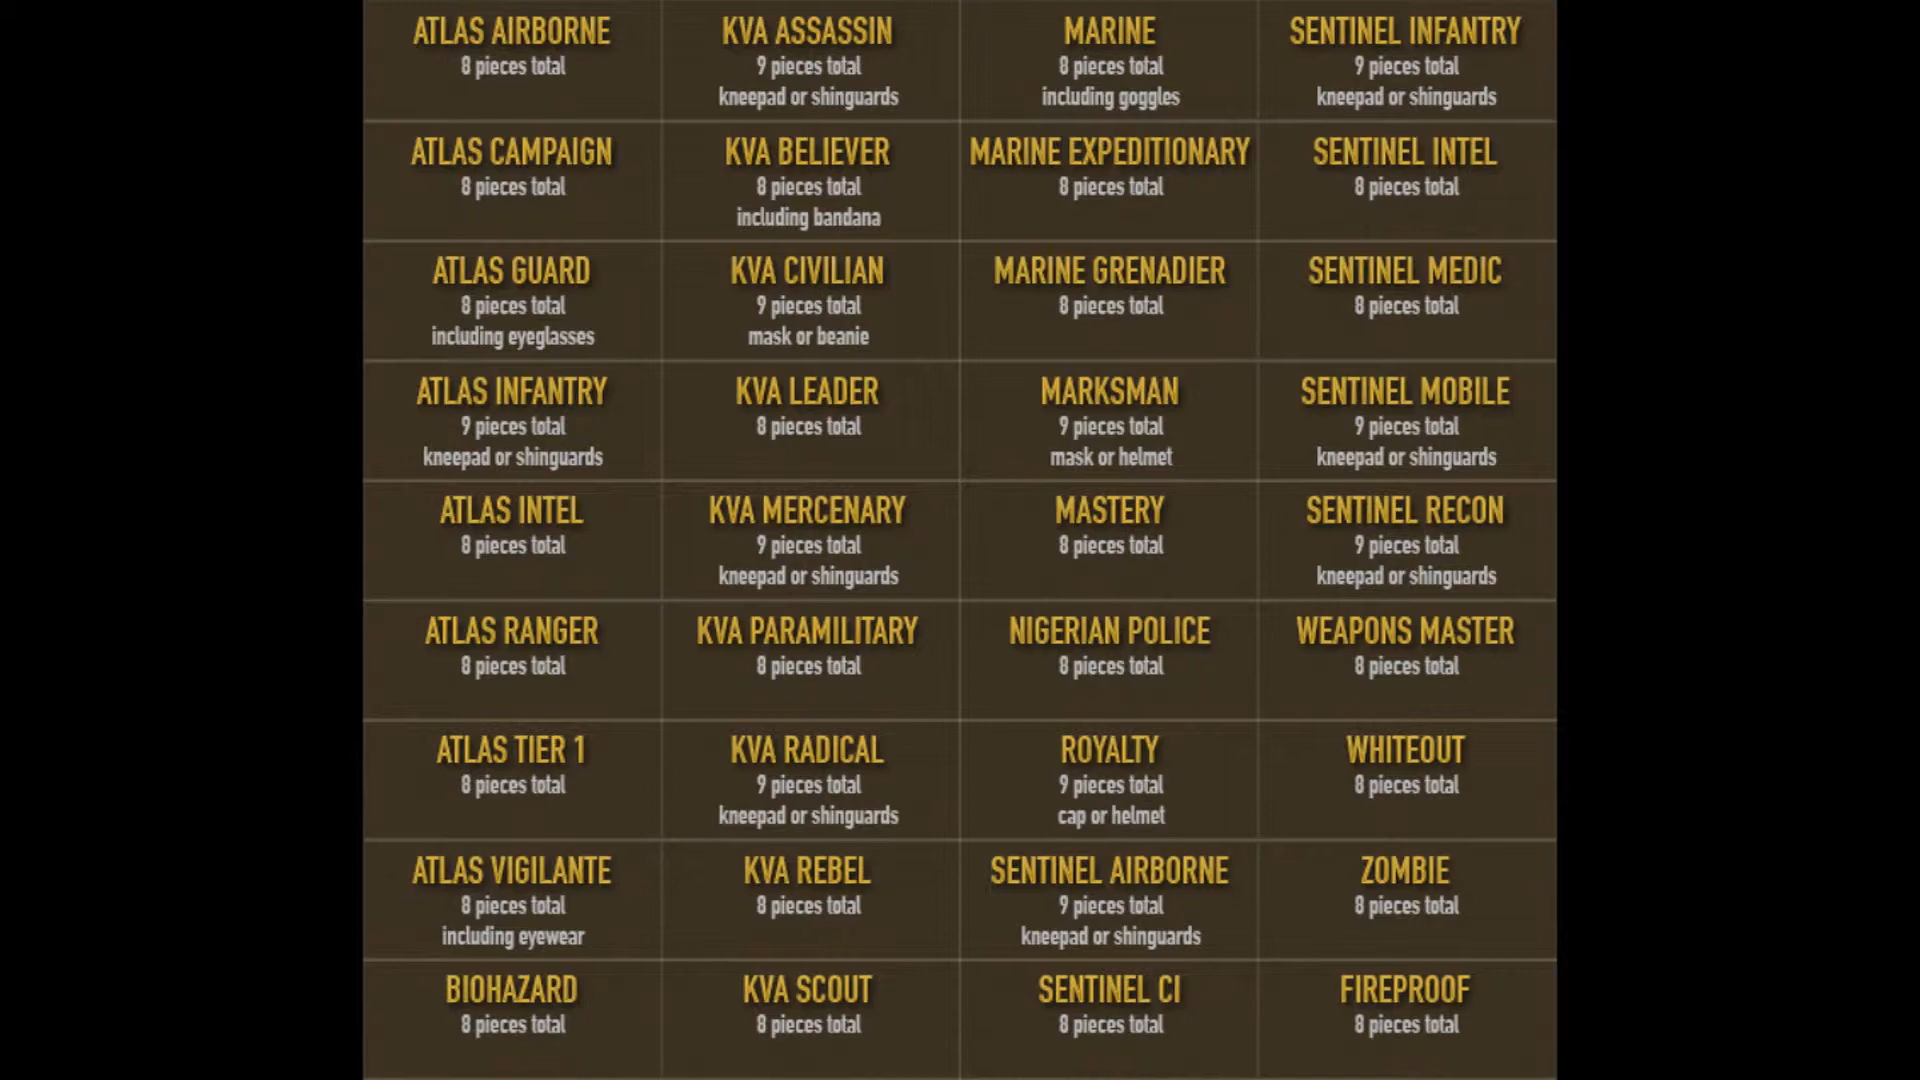 ATLAS AIRBORNE
8 pieces total
KVA ASSASSIN
9 pieces total
kneepad or shinguards
MARINE
8 pieces total
including goggles
SENTINEL INFANTRY
9 pieces total
kneepad or shinguards
ATLAS CAMPAIGN
8 pieces total
KVA BELIEVER
8 pieces total
including bandana
MARINE EXPEDITIONARY
8 pieces total
SENTINEL INTEL
8 pieces total
ATLAS GUARD
8 pieces total
including eyeglasses
KVA CIVILIAN
9 pieces total
mask or beanie
MARINE GRENADIER
8 pieces total
SENTINEL MEDIC
8 pieces total
ATLAS INFANTRY
9 pieces total
kneepad or shinguards
KVA LEADER
8 pieces total
MARKSMAN
9 pieces total
mask or helmet
SENTINEL MOBILE
9 pieces total
kneepad or shinguards
ATLAS INTEL
8 pieces total
KVA MERCENARY
9 pieces total
kneepad or shinguards
MASTERY
8 pieces total
SENTINEL RECON
9 pieces total
kneepad or shinguards
ATLAS RANGER
8 pieces total
KVA PARAMILITARY
8 pieces total
NIGERIAN POLICE
8 pieces total
WEAPONS MASTER
8 pieces total
ATLAS TIER 1
8 pieces total
KVA RADICAL
9 pieces total
kneepad or shinguards
ROYALTY
9 pieces total
cap or helmet
WHITEOUT
8 pieces total
ATLAS VIGILANTE
8 pieces total
including eyewear
KVA REBEL
8 pieces total
SENTINEL AIRBORNE
9 pieces total
kneepad or shinguards
ZOMBIE
8 pieces total
BIOHAZARD
8 pieces total
KVA SCOUT
8 pieces total
SENTINEL CI
8 pieces total
FIREPROOF
8 pieces total